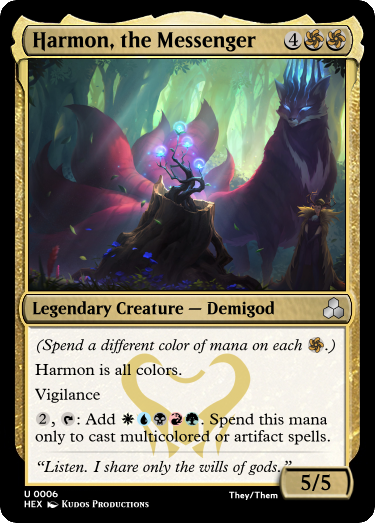 Harmon, the Messenger 4
Legendary Creature — Demigod
(Spend a different color of mana on each .)
Harmon is all colors.
Vigilance
2, : Add . Spend this mana
only to cast multicolored or artifact spells.
“Listen. I share only the wills of gods.”
5/5
U 0006 They/Them
HEX Kudos Productions